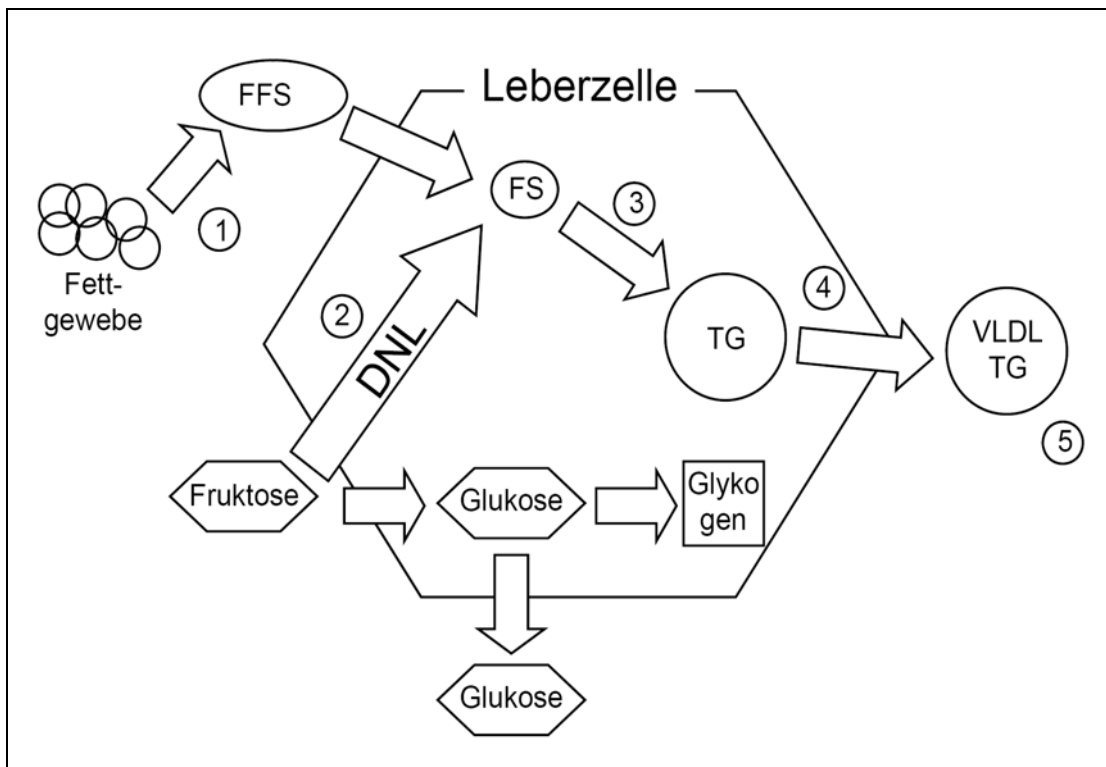 Leberzelle
FFS
FS
3
1
Fett-
gewebe
2
DNL
4
TG
VLDL
TG
5
Fruktose
Glukose
Glyko
gen
Glukose